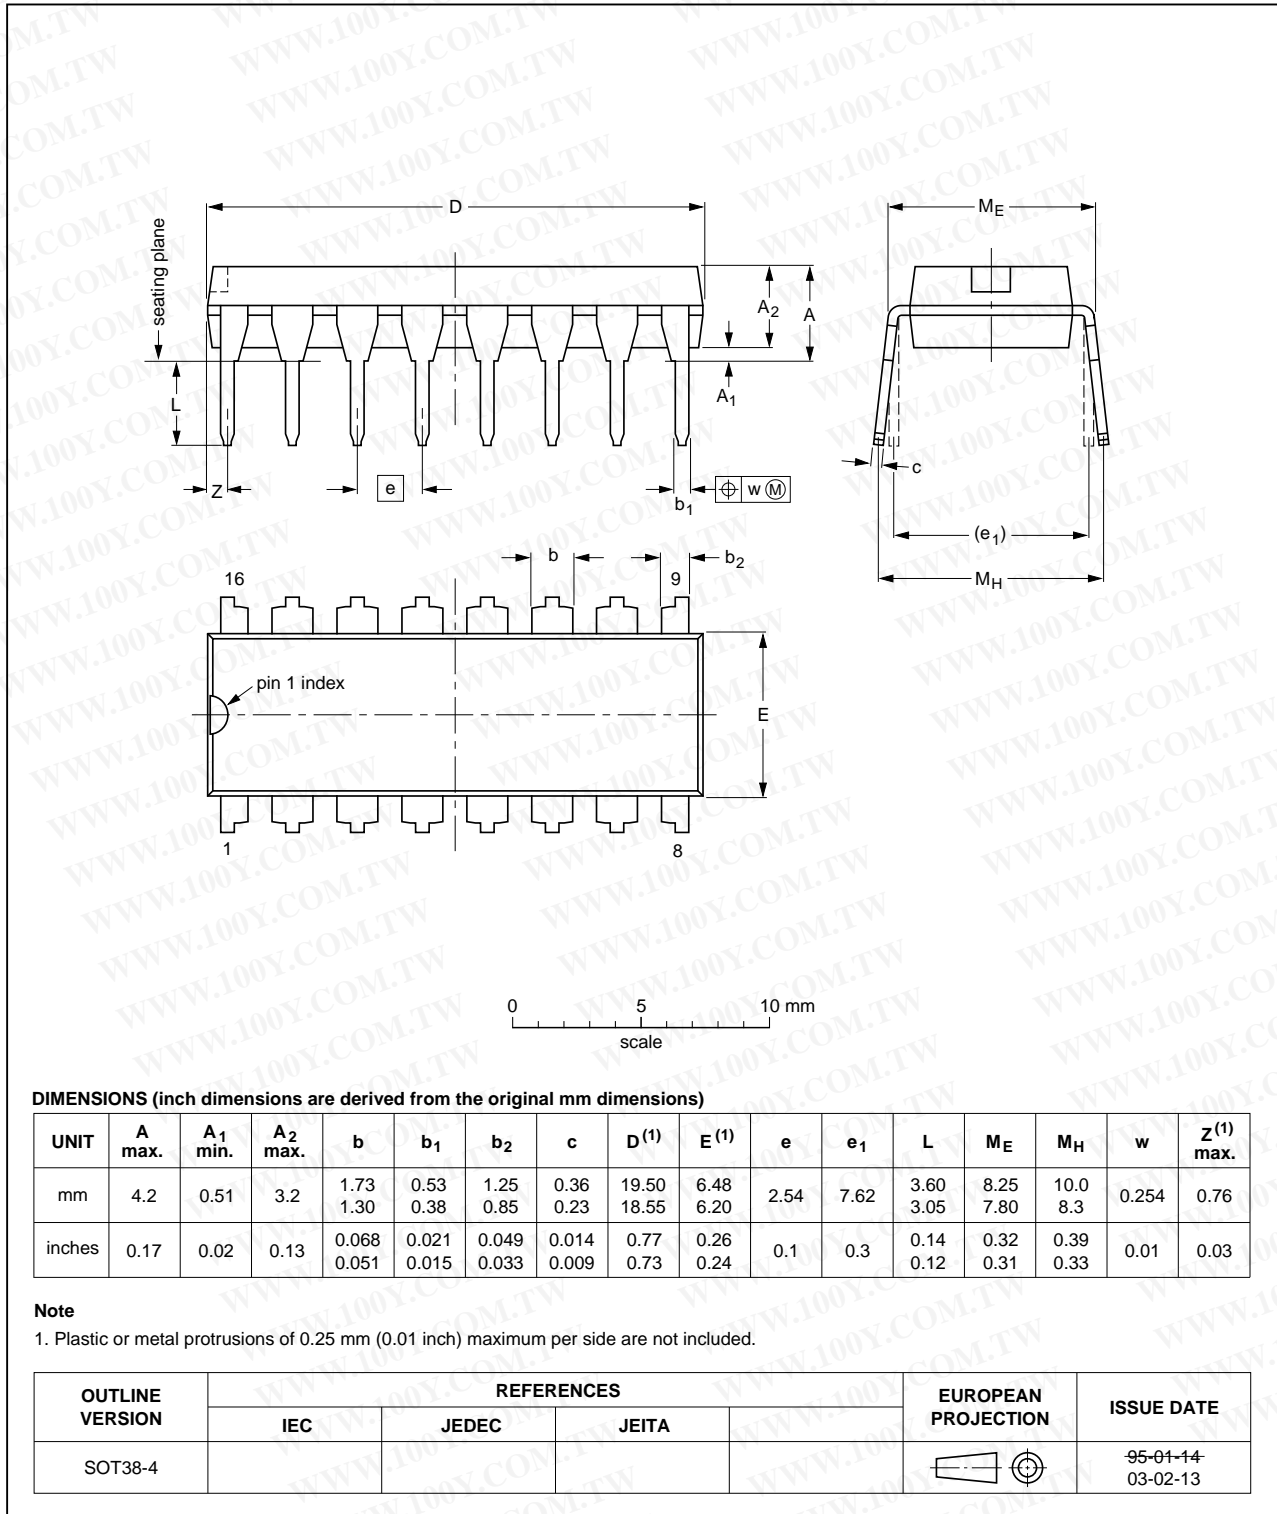 D
ME
seating plane
A2
A
A1
L
Z
e
b1
w M
c
(e1)
MH
b
b2
16
9
pin 1 index
E
1
8
0 5 10 mm
scale
DIMENSIONS (inch dimensions are derived from the original mm dimensions)
UNIT A max. A1 min. A2 max. b b1 b2 c D(1) E(1) e e1 L ME MH w Z(1) max.
mm 4.2 0.51 3.2 1.73 1.30 0.53 0.38 1.25 0.85 0.36 0.23 19.50 18.55 6.48 6.20 2.54 7.62 3.60 3.05 8.25 7.80 10.0 8.3 0.254 0.76
inches 0.17 0.02 0.13 0.068 0.051 0.021 0.015 0.049 0.033 0.014 0.009 0.77 0.73 0.26 0.24 0.1 0.3 0.14 0.12 0.32 0.31 0.39 0.33 0.01 0.03
Note
1. Plastic or metal protrusions of 0.25 mm (0.01 inch) maximum per side are not included.
OUTLINE VERSION REFERENCES EUROPEAN PROJECTION ISSUE DATE
IEC JEDEC JEITA
SOT38-4 95-01-14
03-02-13
WWW.100Y.COM.TW